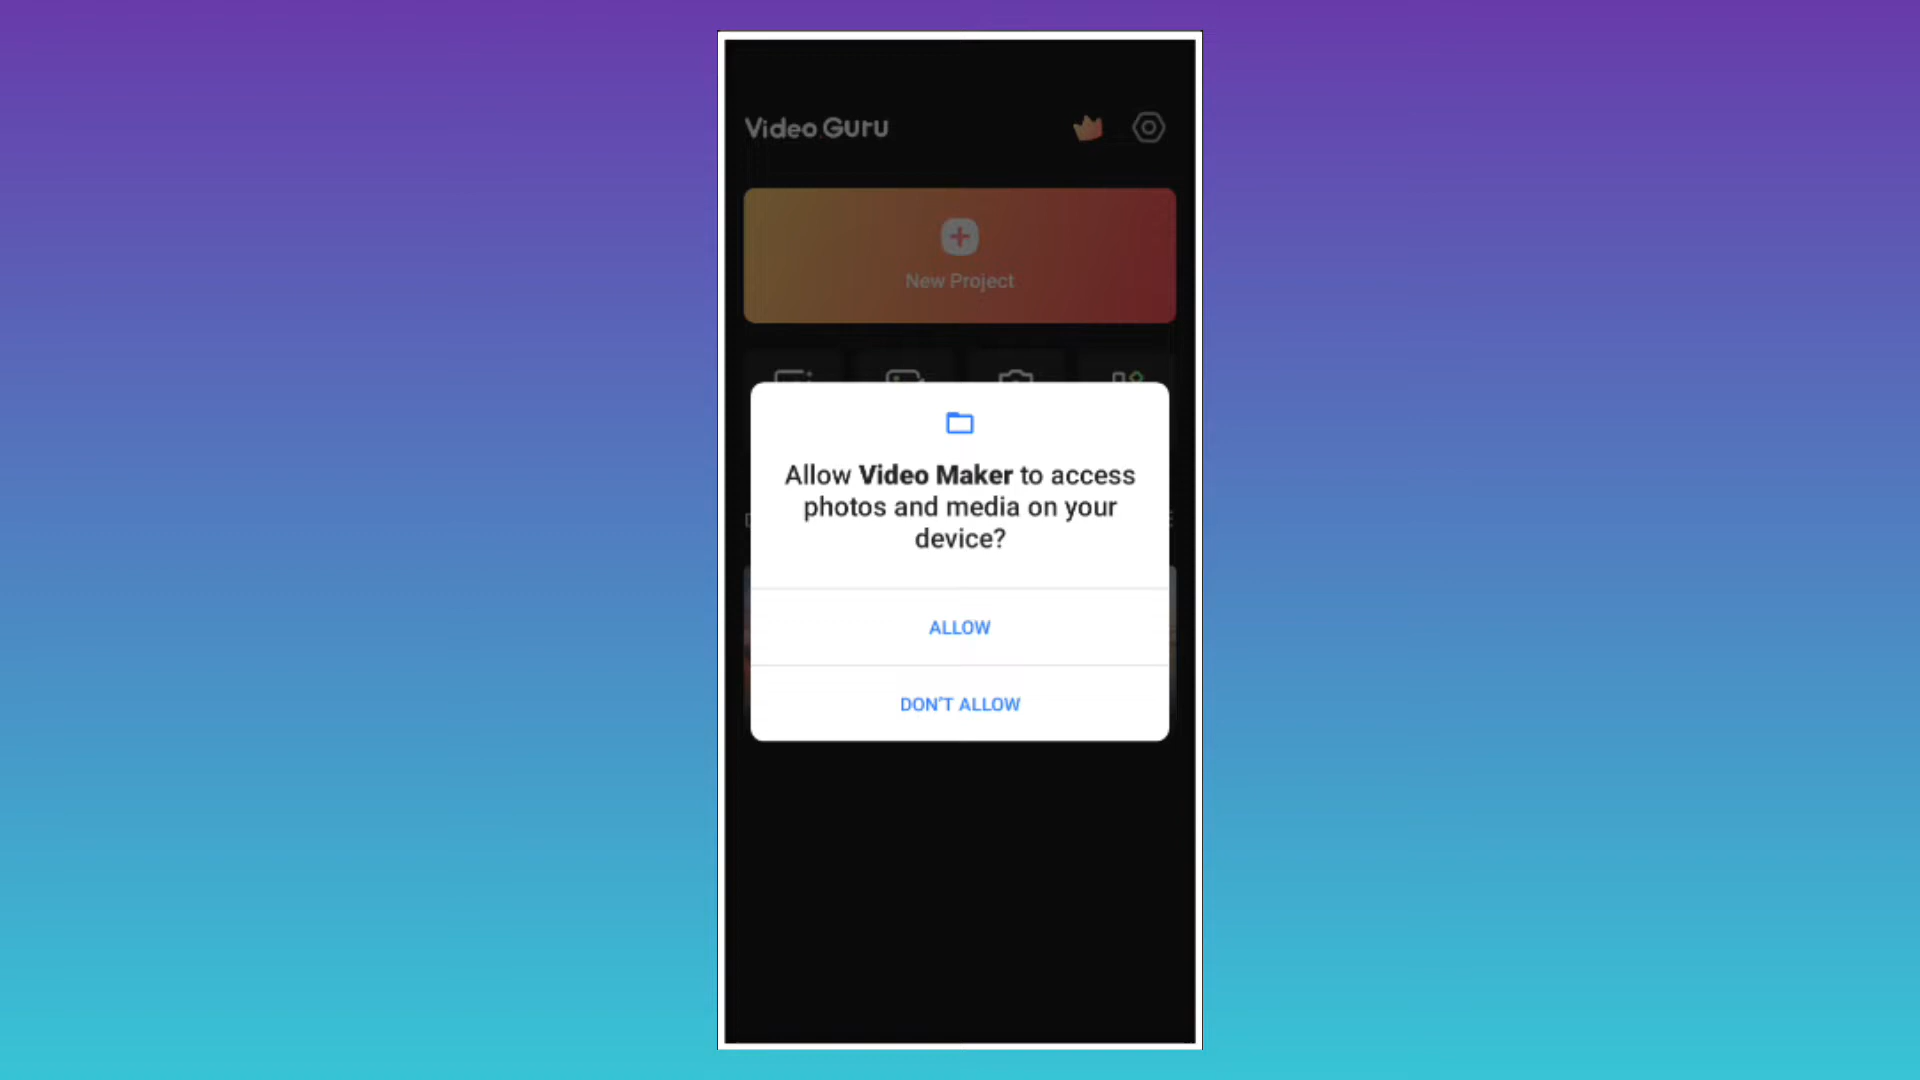 Video Guru
New Project
Allow Video Maker to access
photos and media on your
device?
ALLOW
DON'T ALLOW